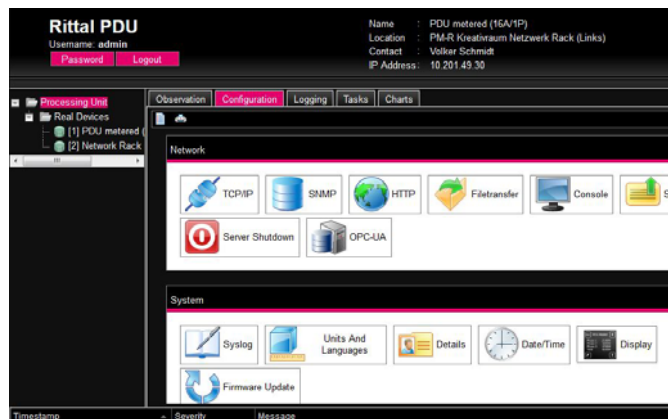 Rittal PDU
Username: admin
Password Logout
Name : PDU metered (16A/1P)
Location : PM-R Kreativraum Netzwerk Rack (Links)
Contact : Volker Schmidt
IP Address : 10.201.49.30
Processing Unit
Real Devices
[1] PDU metered (
[2] Network Rack
Observation Configuration Logging Tasks Charts
Network
TCP/IP SNMP HTTP Filetransfer Console S
Server Shutdown OPC-UA
System
Syslog Units And Languages Details Date/Time Display
Firmware Update
Timestamp Severity Message